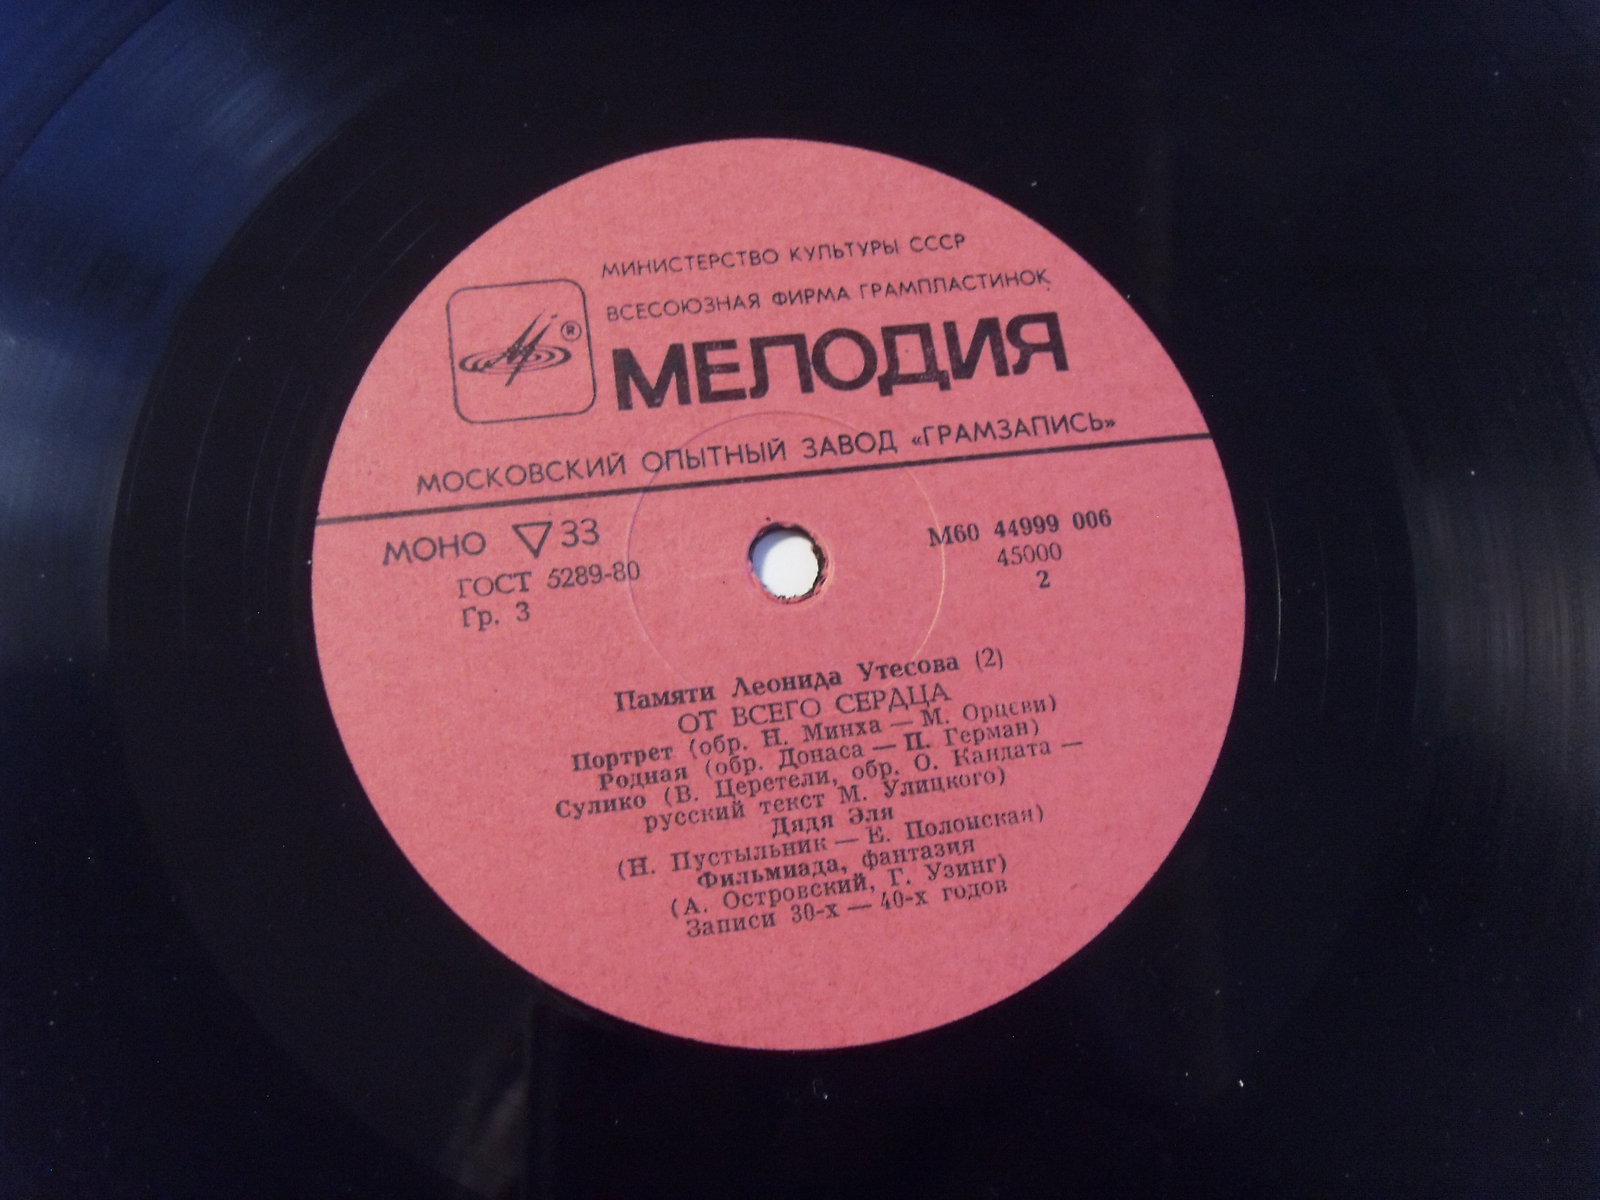 МИНИСТЕРСТВО КУЛЬТУРЫ СССР
ВСЕСОЮЗНАЯ ФИРМА ГРАМПЛАСТИНОК
®
МЕЛОДИЯ
МОСКОВСКИЙ ОПЫТНЫЙ ЗАВОД «ГРАМЗАПИСЬ»
МОНО 33
ГОСТ 5289-80
Гр. 3
М60 44999 006
45000
2
Памяти Леонида Утесова (2)
ОТ ВСЕГО СЕРДЦА
Портрет (обр. Н. Минха — М. Орцеви)
Родная (обр. Донаса — П. Герман)
Сулико (В. Церетели, обр. О. Кандата —
русский текст М. Улицкого)
Дядя Эля
(Н. Пустыльник — Е. Полонская)
Фильмиада, фантазия
(А. Островский, Г. Узинг)
Записи 30-х — 40-х годов